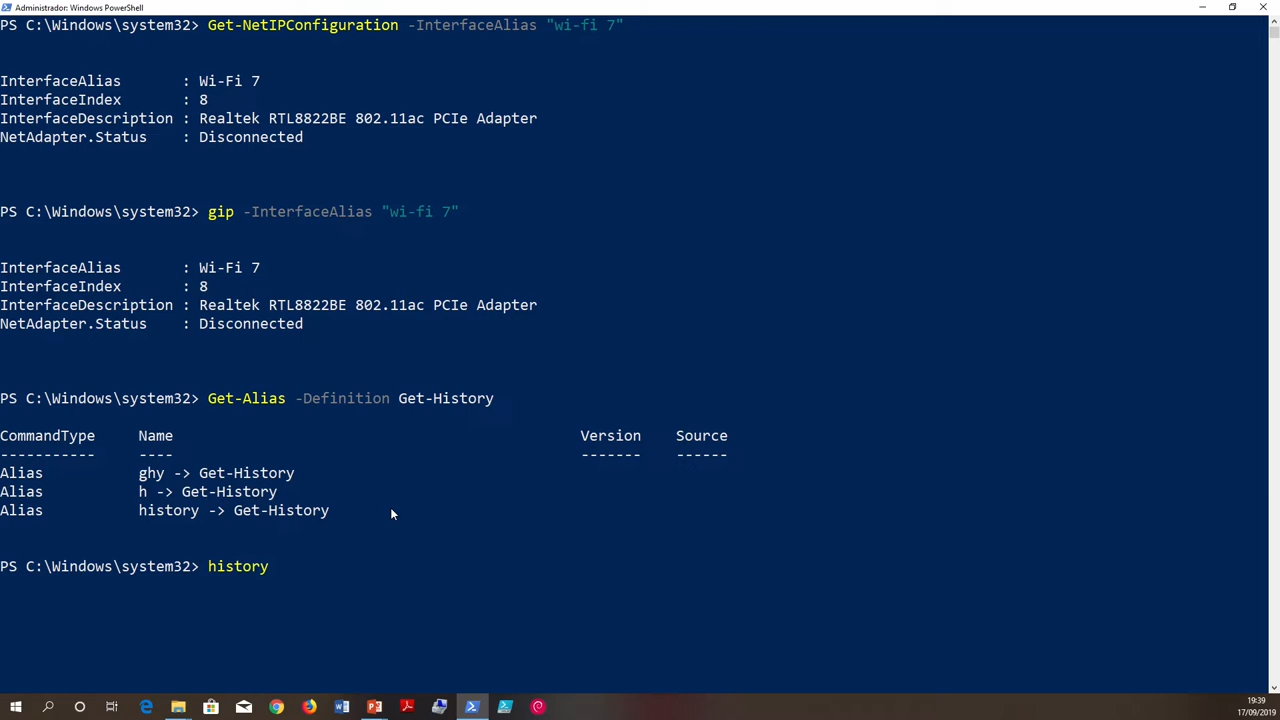 Administrador: Windows PowerShell
PS C:\Windows\system32> Get-NetIPConfiguration -InterfaceAlias "wi-fi 7"
InterfaceAlias       : Wi-Fi 7
InterfaceIndex       : 8
InterfaceDescription : Realtek RTL8822BE 802.11ac PCIe Adapter
NetAdapter.Status    : Disconnected
PS C:\Windows\system32> gip -InterfaceAlias "wi-fi 7"
InterfaceAlias       : Wi-Fi 7
InterfaceIndex       : 8
InterfaceDescription : Realtek RTL8822BE 802.11ac PCIe Adapter
NetAdapter.Status    : Disconnected
PS C:\Windows\system32> Get-Alias -Definition Get-History
CommandType     Name                                               Version    Source
-----------     ----                                               -------    ------
Alias           ghy -> Get-History
Alias           h -> Get-History
Alias           history -> Get-History
PS C:\Windows\system32> history
19:39
17/09/2019